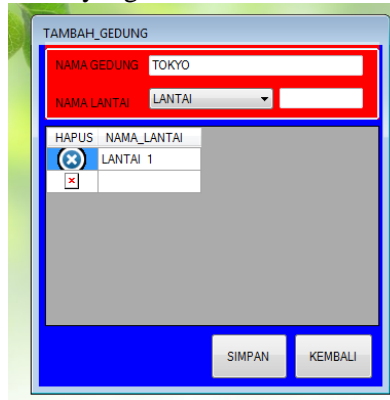 TAMBAH_GEDUNG
NAMA GEDUNG TOKYO
NAMA LANTAI LANTAI
HAPUS NAMA_LANTAI
LANTAI 1
SIMPAN KEMBALI